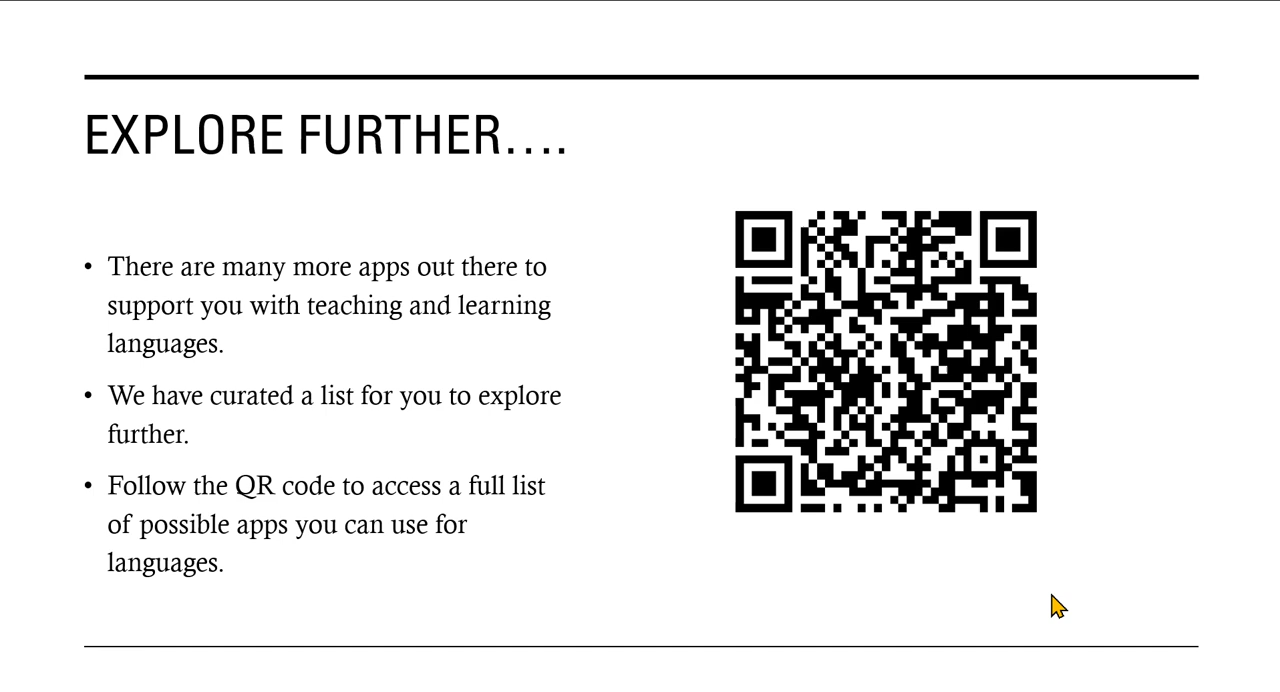 EXPLORE FURTHER….
• There are many more apps out there to
support you with teaching and learning
languages.
• We have curated a list for you to explore
further.
• Follow the QR code to access a full list
of possible apps you can use for
languages.